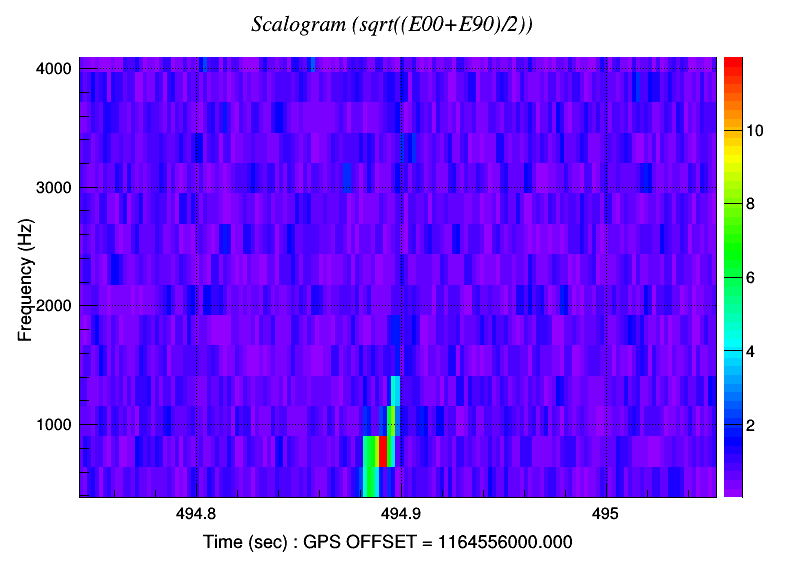 Scalogram (sqrt((E00+E90)/2))
4000
3000
2000
1000
Frequency (Hz)
10
8
6
4
2
494.8 494.9 495
Time (sec) : GPS OFFSET = 1164556000.000